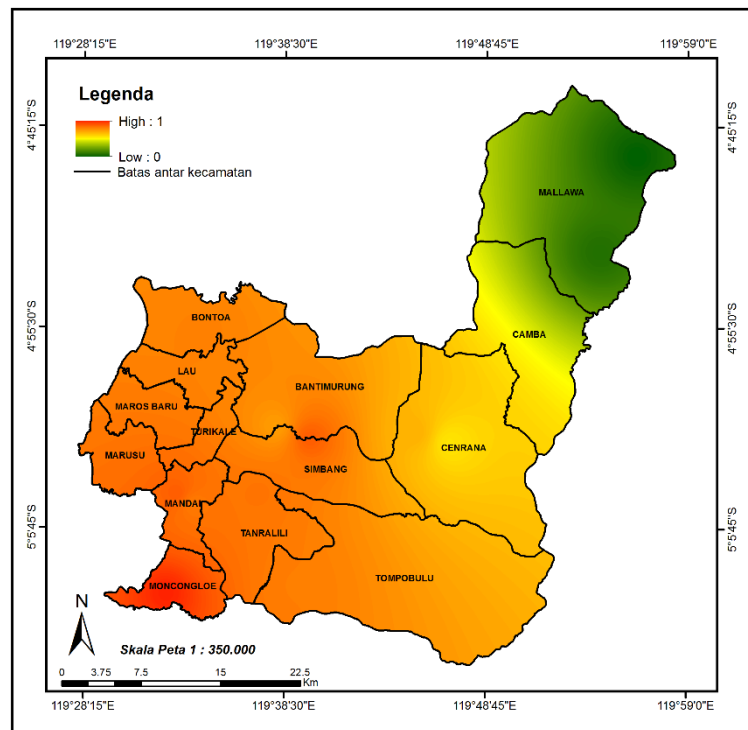 119°28'15"E 119°38'30"E 119°48'45"E 119°59'0"E
Legenda
High : 1
Low : 0
Batas antar kecamatan
4°45'15"S 4°45'15"S
MALLAWA
BONTOA
4°55'30"S 4°55'30"S
CAMBA
LAU
BANTIMURUNG
MAROS BARU
TURIKALE
CENRANA
MARUSU
SIMBANG
MANDAI
5°5'45"S 5°5'45"S
TANRALILI
TOMPOBULU
MONCONGLOE
N
Skala Peta 1 : 350.000
0 3.75 7.5 15 22.5
Km
119°28'15"E 119°38'30"E 119°48'45"E 119°59'0"E